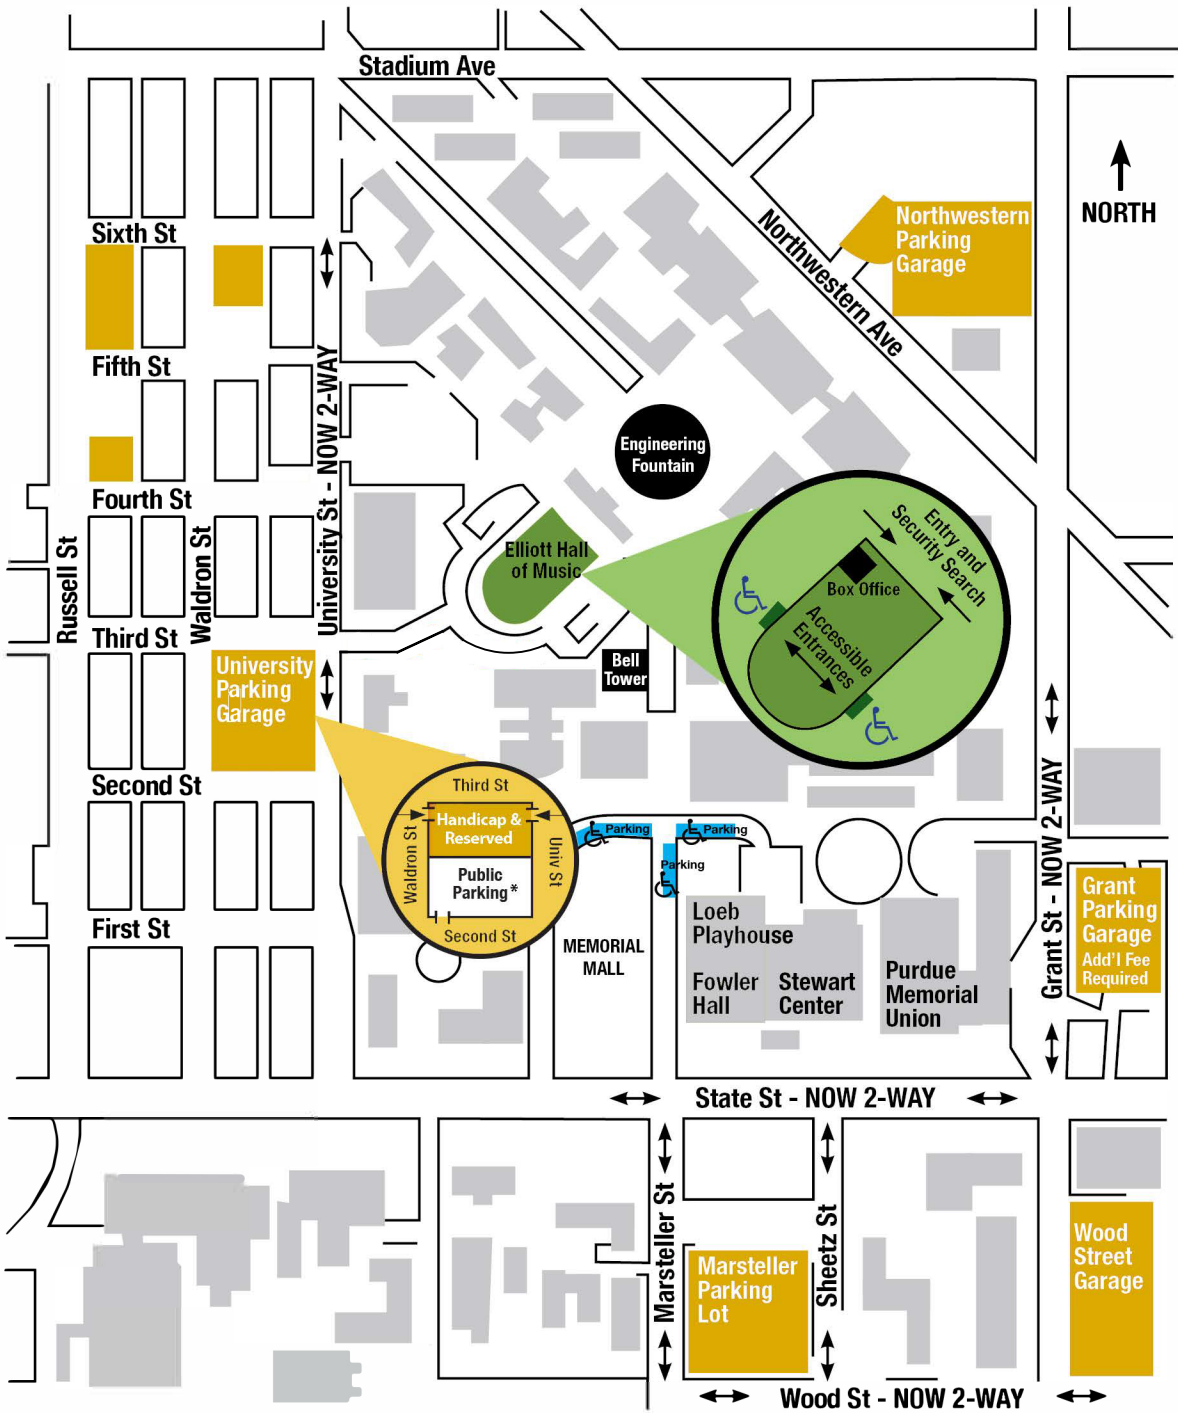 Stadium Ave
NORTH
Sixth St
Northwestern
Parking
Garage
Northwestern Ave
Fifth St
University St - NOW 2-WAY
Engineering
Fountain
Fourth St
Russell St
Waldron St
Elliott Hall
of Music
Entry and
Security Search
Box Office
Accessible
Entrances
Third St
Bell
Tower
University
Parking
Garage
Second St
Third St
Handicap &
Reserved
Waldron St
Univ St
Public
Parking*
Second St
Parking
Parking
Parking
Grant St - NOW 2-WAY
Grant
Parking
Garage
Add'l Fee
Required
First St
MEMORIAL
MALL
Loeb
Playhouse
Fowler
Hall
Stewart
Center
Purdue
Memorial
Union
State St - NOW 2-WAY
Marsteller St
Sheetz St
Marsteller
Parking
Lot
Wood
Street
Garage
Wood St - NOW 2-WAY